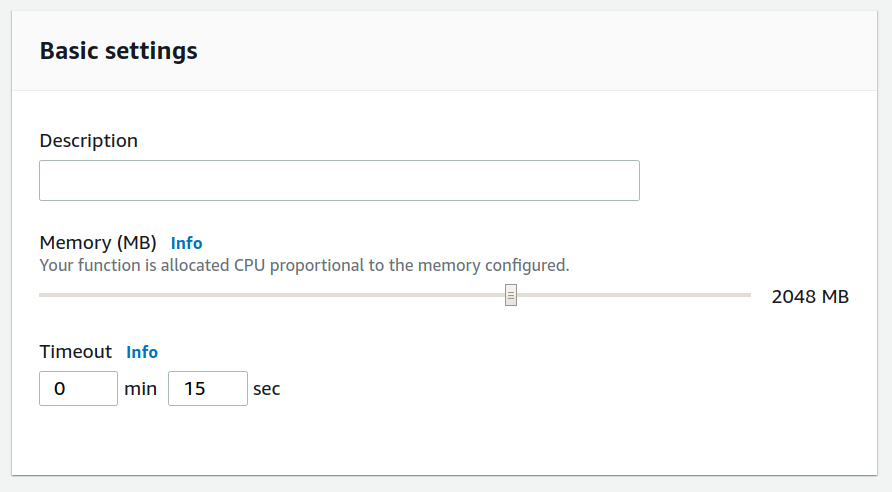 Basic settings
Description
Memory (MB) Info
Your function is allocated CPU proportional to the memory configured.
2048 MB
Timeout Info
0 min 15 sec